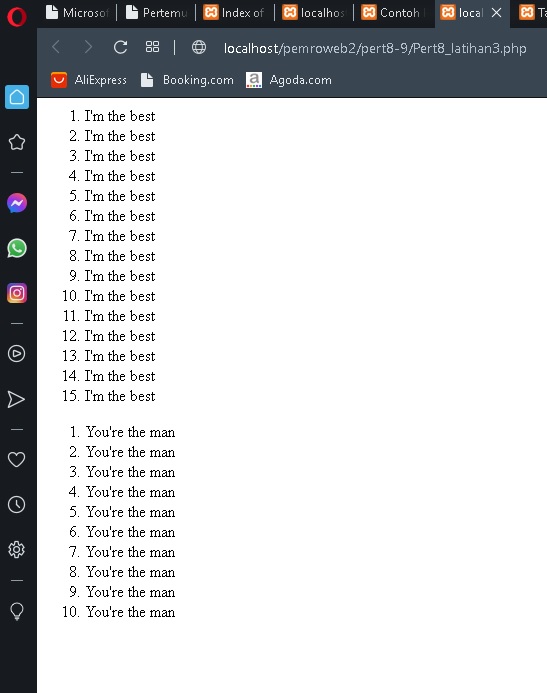 Microsof Pertemu Index of localhos Contoh local Ta
localhost/pemroweb2/pert8-9/Pert8_latihan3.php
AliExpress Booking.com Agoda.com
1. I'm the best
2. I'm the best
3. I'm the best
4. I'm the best
5. I'm the best
6. I'm the best
7. I'm the best
8. I'm the best
9. I'm the best
10. I'm the best
11. I'm the best
12. I'm the best
13. I'm the best
14. I'm the best
15. I'm the best
1. You're the man
2. You're the man
3. You're the man
4. You're the man
5. You're the man
6. You're the man
7. You're the man
8. You're the man
9. You're the man
10. You're the man